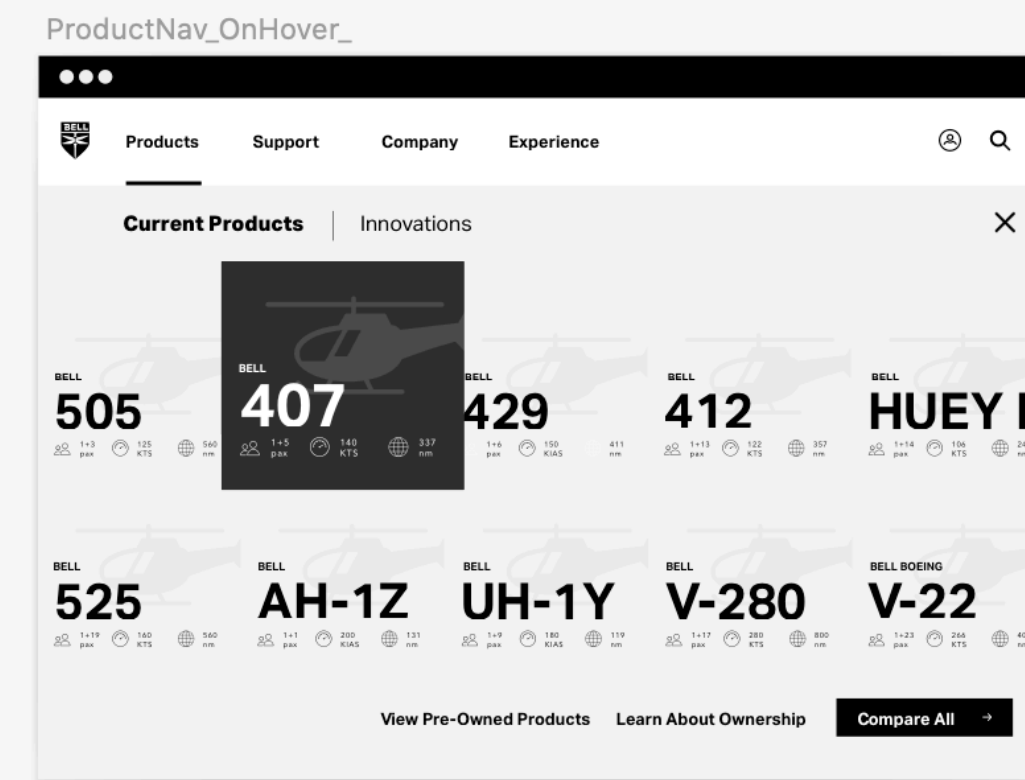 ProductNav_OnHover_
BELL
Products Support Company Experience
Current Products Innovations
BELL BELL BELL BELL BELL
505 407 429 412 HUEY
1+3 pax 125 KTS 560 nm
1+5 pax 140 KTS 337 nm
1+6 pax 150 KIAS 411 nm
1+13 pax 122 KTS 357 nm
1+14 pax 106 KTS nm
BELL BELL BELL BELL BELL BOEING
525 AH-1Z UH-1Y V-280 V-22
1+19 pax 160 KTS 560 nm
1+1 pax 200 KIAS 131 nm
1+9 pax 180 KIAS 119 nm
1+17 pax 280 KTS 800 nm
1+23 pax 266 KTS nm
View Pre-Owned Products Learn About Ownership Compare All →